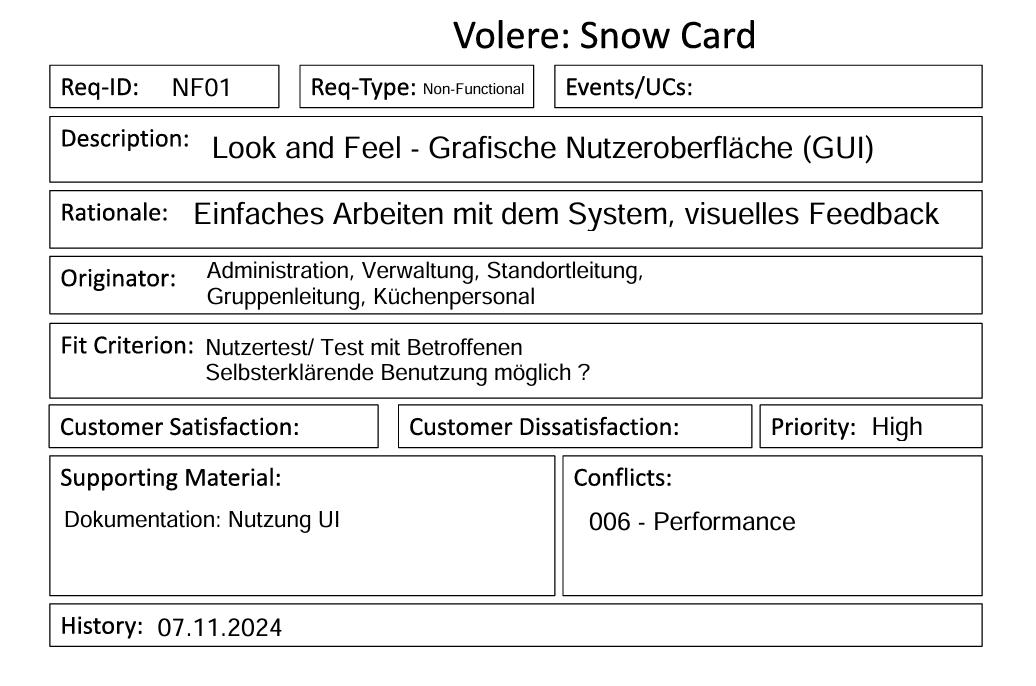 Volere: Snow Card
Req-ID: NF01
Req-Type: Non-Functional
Events/UCs:
Description: Look and Feel - Grafische Nutzeroberfläche (GUI)
Rationale: Einfaches Arbeiten mit dem System, visuelles Feedback
Originator: Administration, Verwaltung, Standortleitung,
Gruppenleitung, Küchenpersonal
Fit Criterion: Nutzertest/ Test mit Betroffenen
Selbsterklärende Benutzung möglich ?
Customer Satisfaction:
Customer Dissatisfaction:
Priority: High
Supporting Material:
Dokumentation: Nutzung UI
Conflicts:
006 - Performance
History: 07.11.2024